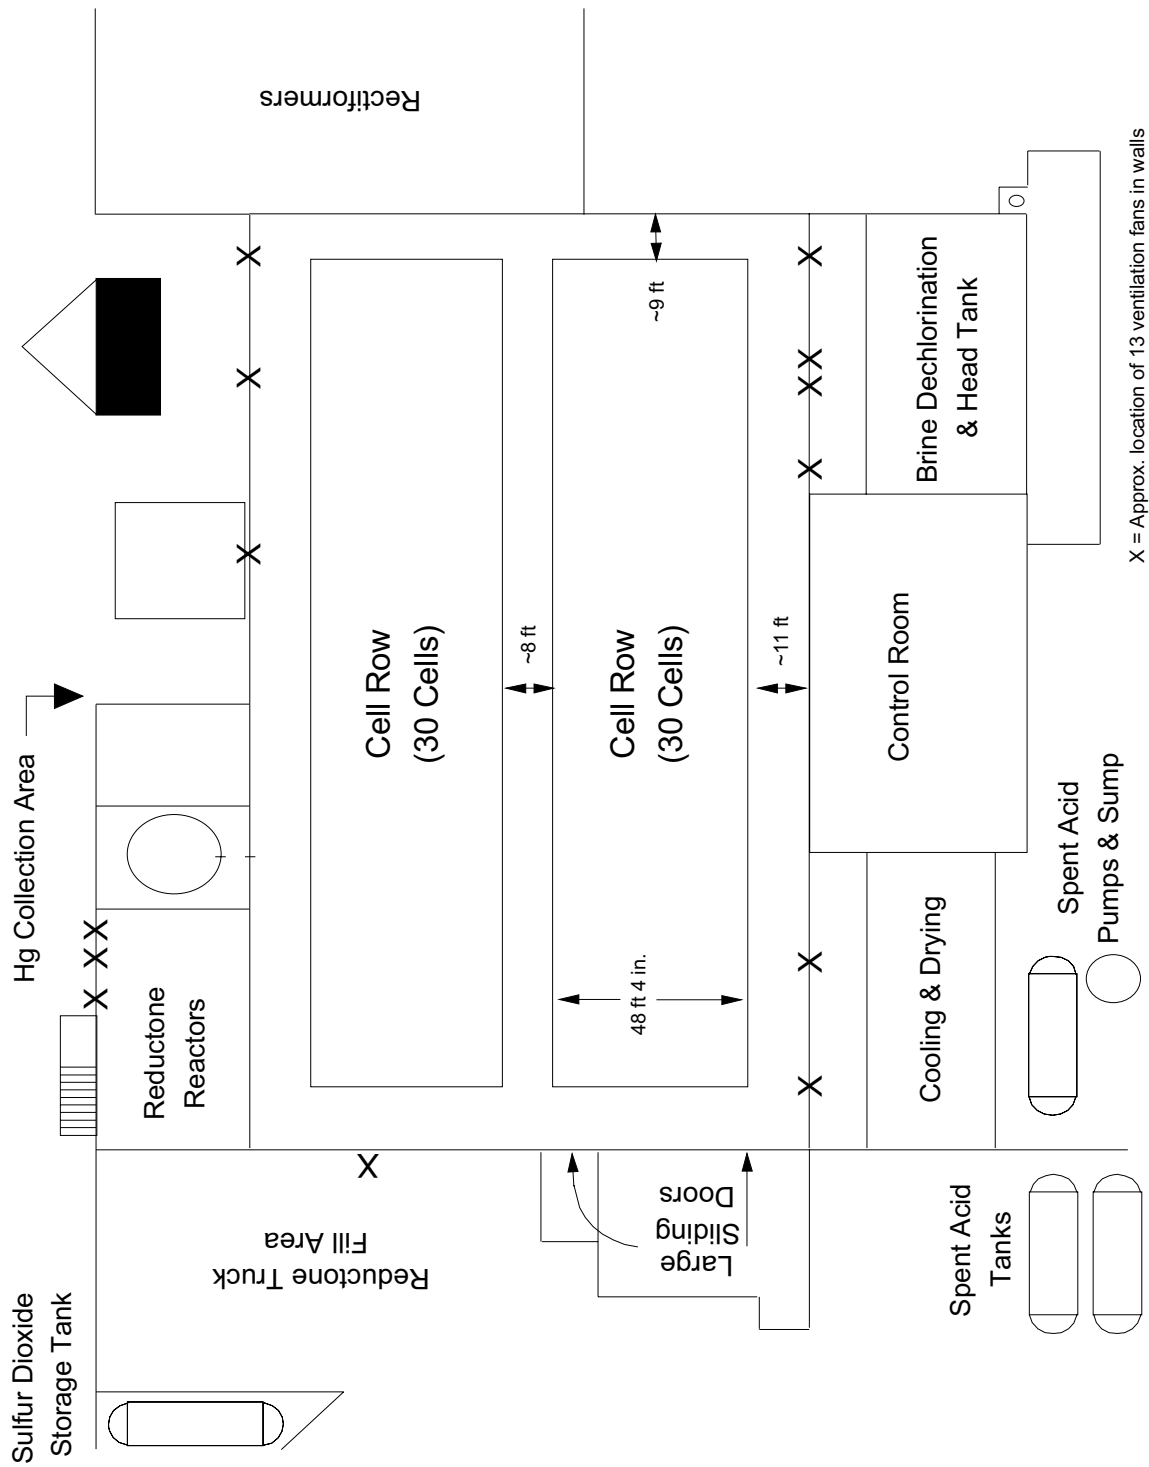 Rectiformers
Hg Collection Area
X
X
X
X
X
X
X
X
X
X
X
X
X
Cell Row
(30 Cells)
~8 ft
Cell Row
(30 Cells)
~9 ft
~11 ft
48 ft 4 in.
Brine Dechlorination
& Head Tank
Control Room
Cooling & Drying
Reductone
Reactors
Spent Acid
Pumps & Sump
Spent Acid
Tanks
Large
Sliding
Doors
Reductone Truck
Fill Area
Sulfur Dioxide
Storage Tank
X = Approx. location of 13 ventilation fans in walls